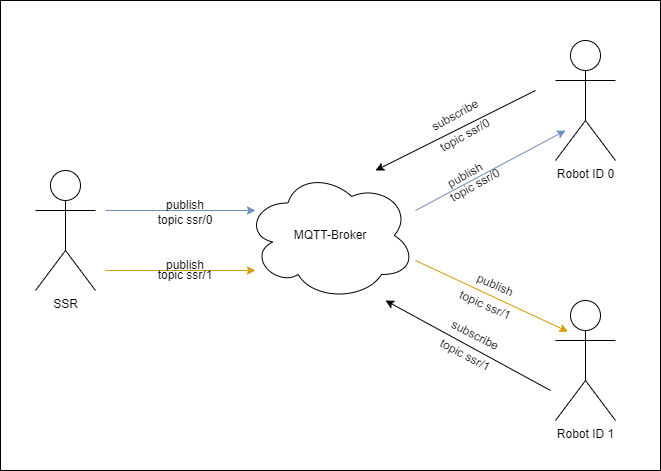 subscribe
topic ssr/0
publish
topic ssr/0
Robot ID 0
publish
topic ssr/0
MQTT-Broker
publish
topic ssr/1
SSR
publish
topic ssr/1
subscribe
topic ssr/1
Robot ID 1